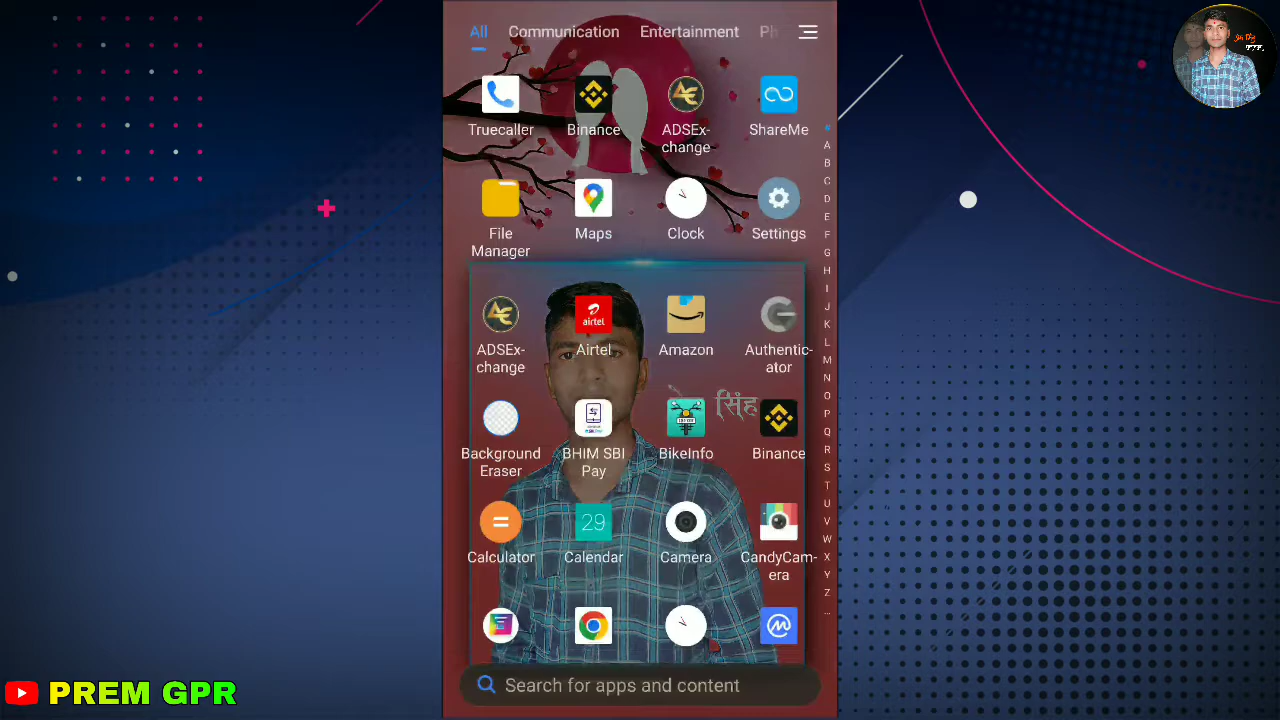 All Communication Entertainment Ph
Truecaller Binance ADSEx-
change ShareMe
File
Manager Maps Clock Settings
ADSEx-
change Airtel Amazon Authentic-
ator
सिंह
Background
Eraser BHIM SBI
Pay BikeInfo Binance
Calculator Calendar Camera CandyCam-
era
airtel
29
A
B
C
D
E
F
G
H
I
J
K
L
M
N
O
P
Q
R
S
T
U
V
W
X
Y
Z
Search for apps and content
PREM GPR